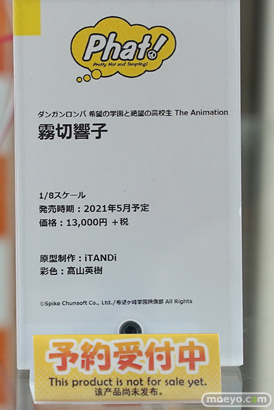 Phat!
Pretty Hot and Tempting!
ダンガンロンパ 希望の学園と絶望の高校生 The Animation
霧切響子
1/8スケール
発売時期：2021年5月予定
価格：13,000円 +税
原型制作：iTANDi
彩色：高山英樹
©Spike Chunsoft Co., Ltd./希望ヶ峰学園映像部 All Rights
予約受付中
This product is not for sale yet.
该产品尚未发布。
moeyo.com